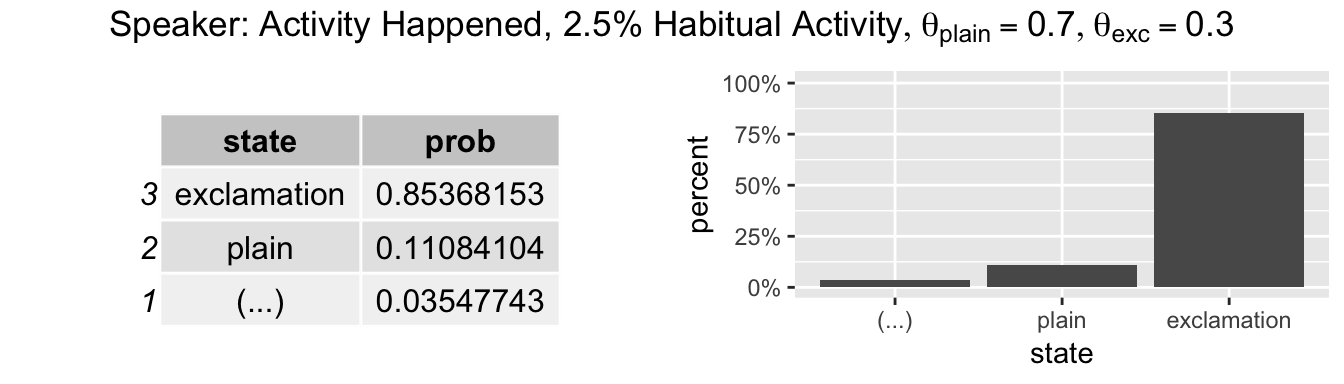 Speaker: Activity Happened, 2.5% Habitual Activity, θplain = 0.7, θexc = 0.3
state prob
3 exclamation 0.85368153
2 plain 0.11084104
1 (...) 0.03547743
percent
100%
75%
50%
25%
0%
(...) plain exclamation
state